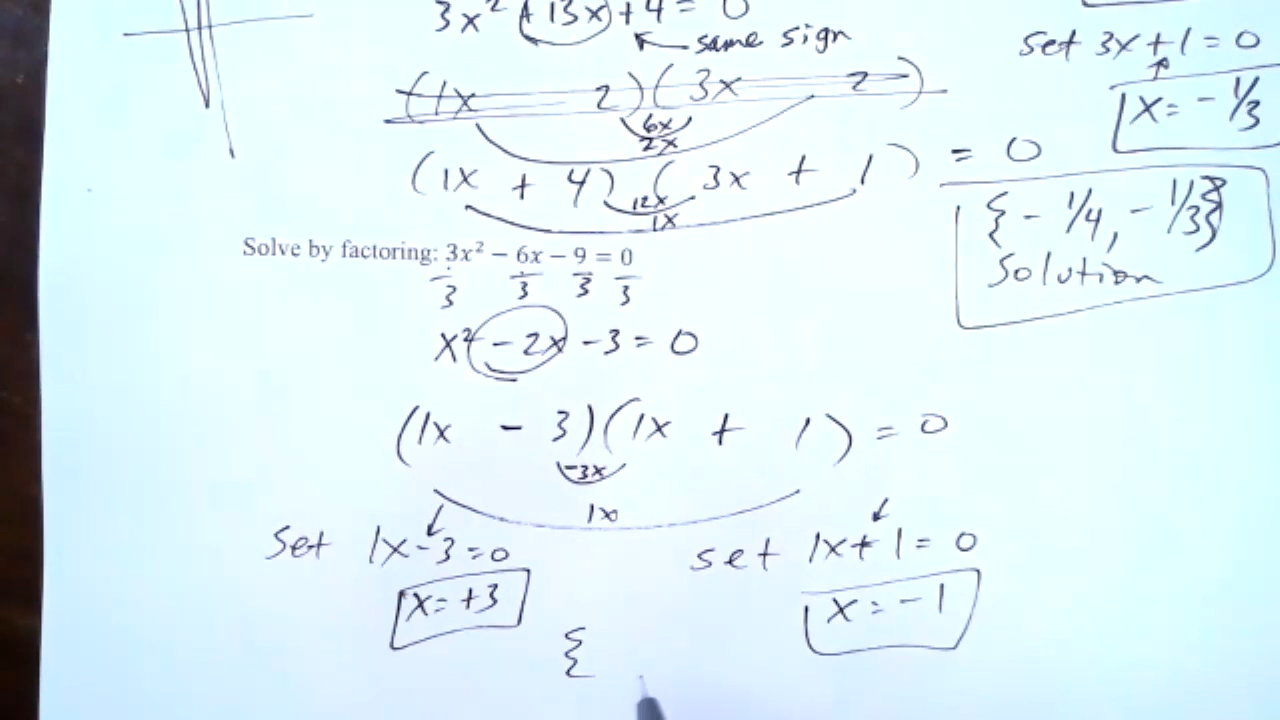 3x² + 13x + 4 = 0
same sign
set 3x + 1 = 0
(1x 2)(3x 2)
6x
2x
x = - 1/3
(1x + 4)(3x + 1) = 0
12x
1x
{- 1/4, - 1/3}
Solution
Solve by factoring: 3x² − 6x − 9 = 0
3 3 3 3
x² - 2x - 3 = 0
(1x - 3)(1x + 1) = 0
-3x
1x
Set 1x - 3 = 0
set 1x + 1 = 0
x = +3
x = - 1
{